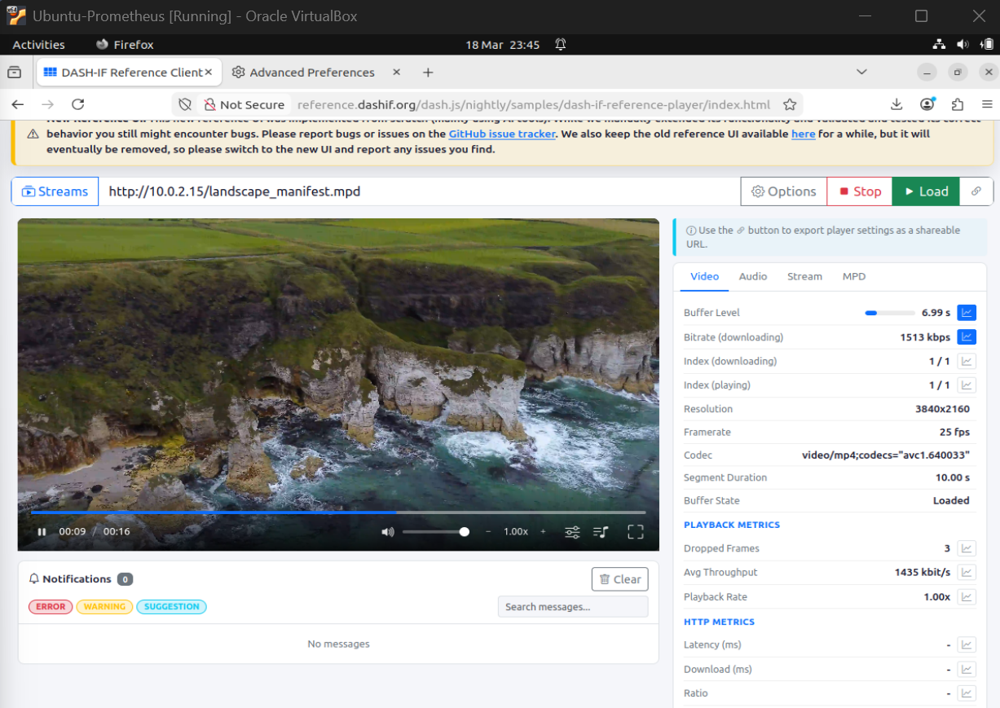 Ubuntu-Prometheus [Running] - Oracle VirtualBox
Activities Firefox 18 Mar 23:45
DASH-IF Reference Client Advanced Preferences
Not Secure reference.dashif.org/dash.js/nightly/samples/dash-if-reference-player/index.html
behavior you still might encounter bugs. Please report bugs or issues on the GitHub issue tracker. We also keep the old reference UI available here for a while, but it will
eventually be removed, so please switch to the new UI and report any issues you find.
Streams http://10.0.2.15/landscape_manifest.mpd Options Stop Load
Use the button to export player settings as a shareable
URL.
Video Audio Stream MPD
Buffer Level 6.99 s
Bitrate (downloading) 1513 kbps
Index (downloading) 1 / 1
Index (playing) 1 / 1
Resolution 3840x2160
Framerate 25 fps
Codec video/mp4;codecs="avc1.640033"
Segment Duration 10.00 s
Buffer State Loaded
PLAYBACK METRICS
Dropped Frames 3
Avg Throughput 1435 kbit/s
Playback Rate 1.00x
HTTP METRICS
Latency (ms) -
Download (ms) -
Ratio -
00:09 / 00:16 − 1.00x +
Notifications 0 Clear
ERROR WARNING SUGGESTION Search messages...
No messages